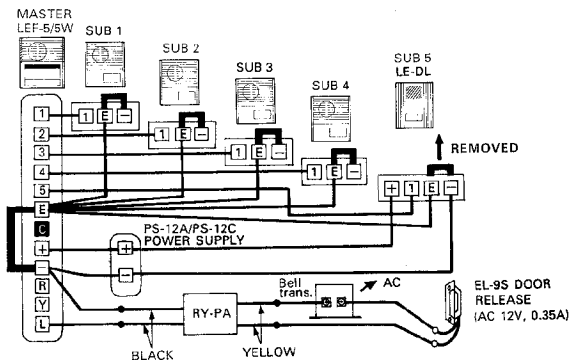 MASTER
LEF-5/5W
SUB 1
SUB 2
SUB 3
SUB 4
SUB 5
LE-DL
REMOVED
1 1 E −
2 1 E −
3 1 E −
4 1 E −
5 + 1 E −
E
C
PS-12A/PS-12C
POWER SUPPLY
+ +
− −
R
Y
L
RY-PA
Bell
trans.
AC
EL-9S DOOR
RELEASE
(AC 12V, 0.35A)
BLACK
YELLOW